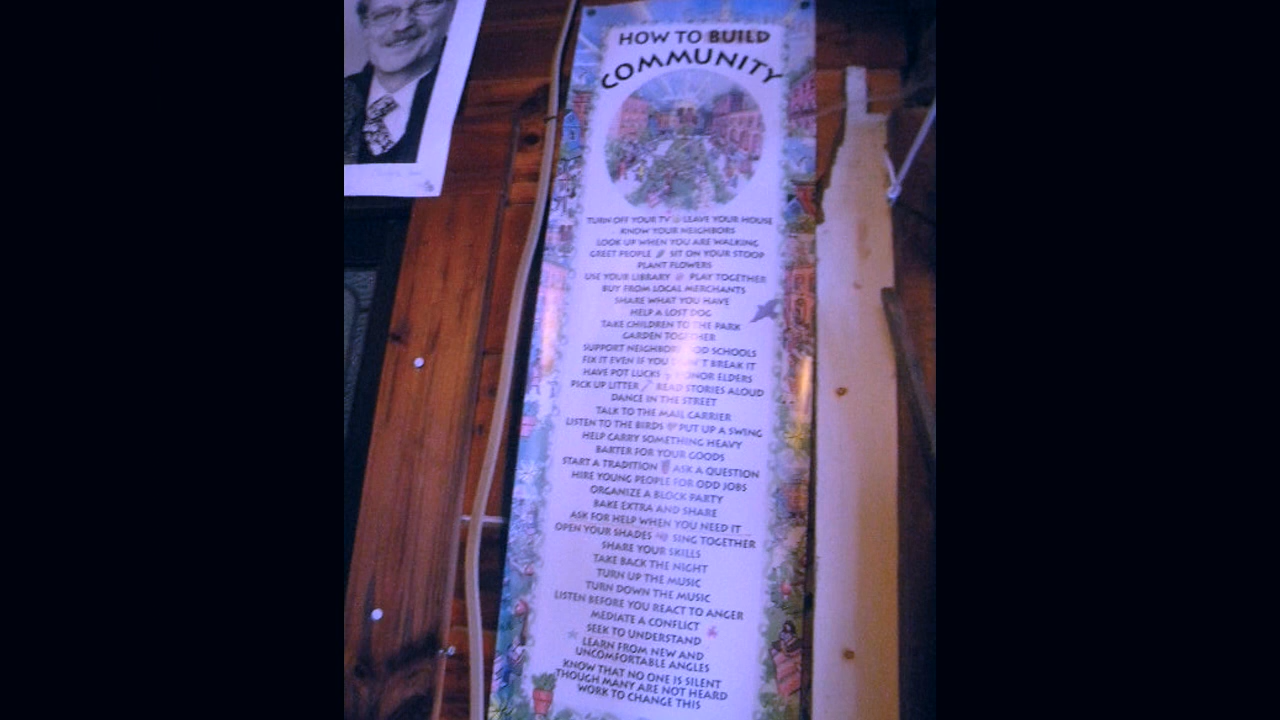 HOW TO BUILD
COMMUNITY
TURN OFF YOUR TV LEAVE YOUR HOUSE
KNOW YOUR NEIGHBORS
LOOK UP WHEN YOU ARE WALKING
GREET PEOPLE SIT ON YOUR STOOP
PLANT FLOWERS
USE YOUR LIBRARY PLAY TOGETHER
BUY FROM LOCAL MERCHANTS
SHARE WHAT YOU HAVE
HELP A LOST DOG
TAKE CHILDREN TO THE PARK
GARDEN TOGETHER
SUPPORT NEIGHBORHOOD SCHOOLS
FIX IT EVEN IF YOU DIDN'T BREAK IT
HAVE POT LUCKS HONOR ELDERS
PICK UP LITTER READ STORIES ALOUD
DANCE IN THE STREET
TALK TO THE MAIL CARRIER
LISTEN TO THE BIRDS PUT UP A SWING
HELP CARRY SOMETHING HEAVY
BARTER FOR YOUR GOODS
START A TRADITION ASK A QUESTION
HIRE YOUNG PEOPLE FOR ODD JOBS
ORGANIZE A BLOCK PARTY
BAKE EXTRA AND SHARE
ASK FOR HELP WHEN YOU NEED IT
OPEN YOUR SHADES SING TOGETHER
SHARE YOUR SKILLS
TAKE BACK THE NIGHT
TURN UP THE MUSIC
TURN DOWN THE MUSIC
LISTEN BEFORE YOU REACT TO ANGER
MEDIATE A CONFLICT
SEEK TO UNDERSTAND
LEARN FROM NEW AND
UNCOMFORTABLE ANGLES
KNOW THAT NO ONE IS SILENT
THOUGH MANY ARE NOT HEARD
WORK TO CHANGE THIS